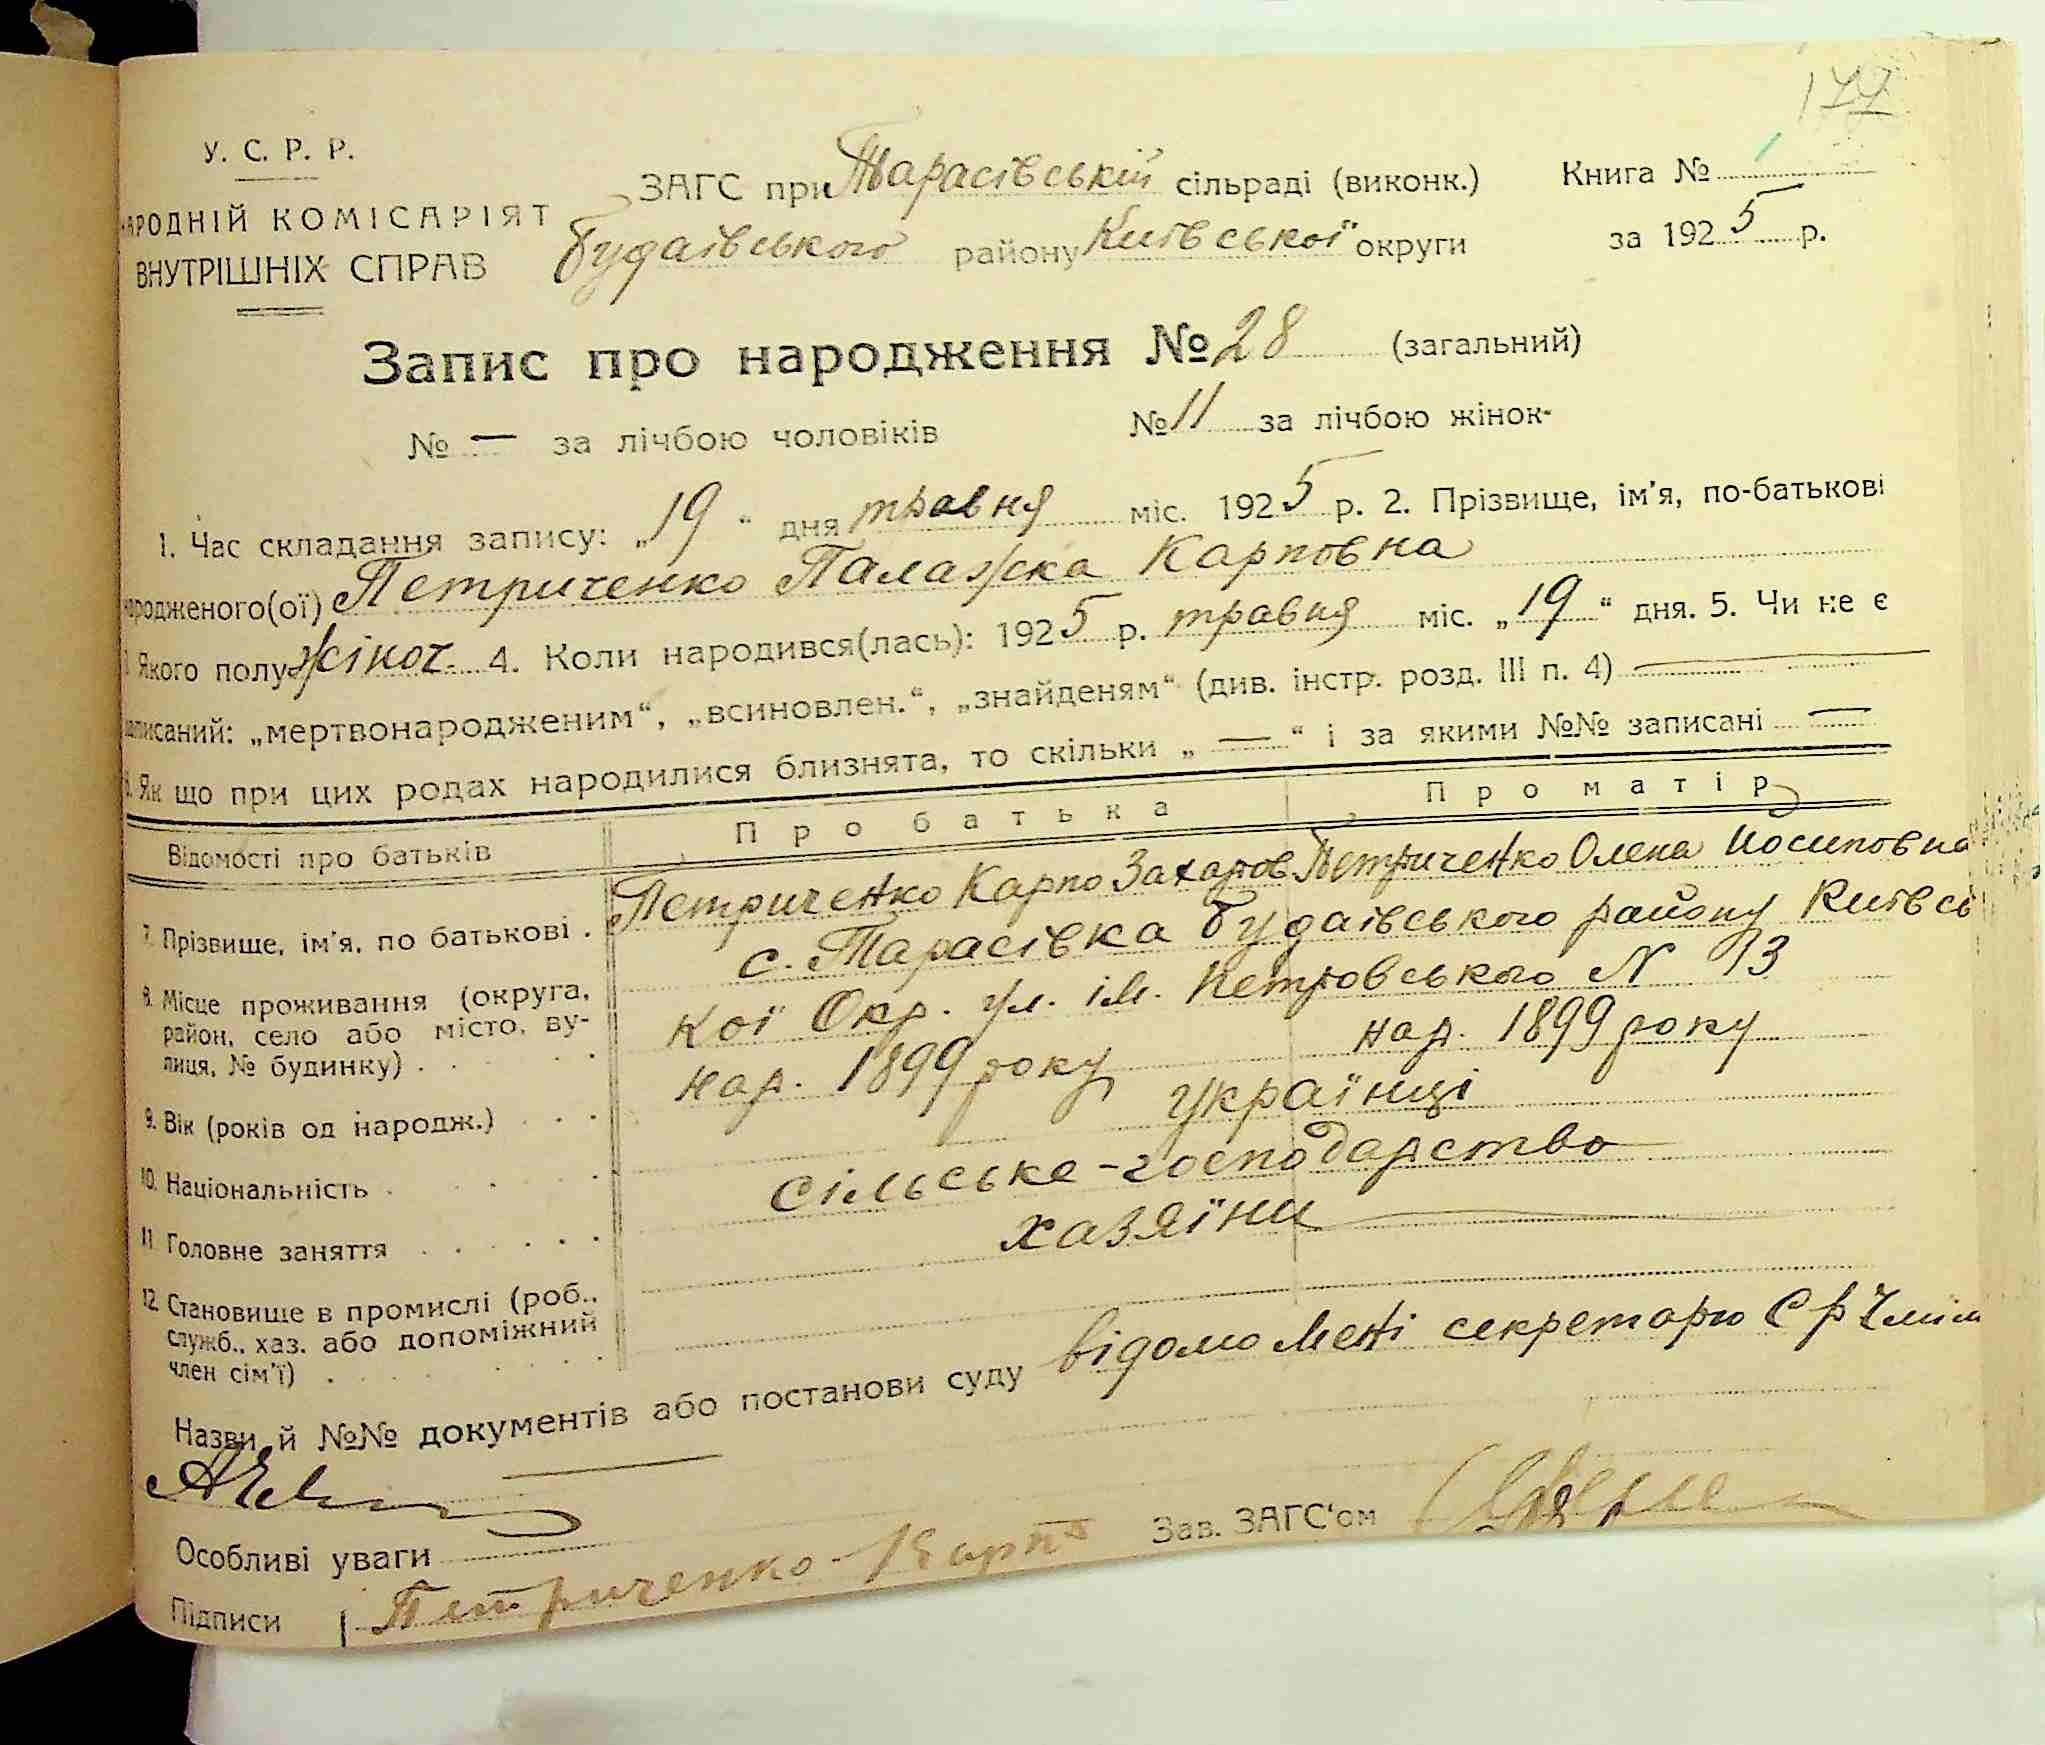 177
У. С. Р. Р.
ЗАГС при Тарасівській сільраді (виконк.) Книга №
НАРОДНІЙ КОМІСАРІЯТ
ВНУТРІШНІХ СПРАВ
Будаівського району Київської округи за 1925 р.
Запис про народження № 28 (загальний)
№ — за лічбою чоловіків № 11 за лічбою жінок
1. Час складання запису: „19“ дня травня міс. 1925 р. 2. Прізвище, ім'я, по-батькові
народженого(ої) Петриченко Палажка Карповна
3. Якого полу жіноч. 4. Коли народився(лась): 1925 р. травня міс. „19“ дня. 5. Чи не є
записаний: „мертвонародженим“, „всиновлен.“, „знайденям“ (див. інстр. розд. III п. 4) —
6. Як що при цих родах народилися близнята, то скільки „—“ і за якими №№ записані —
Відомості про батьків Про батька Про матір
7. Прізвище, ім'я, по батькові . Петриченко Карпо Захаров Петриченко Олена Иосиповна
8. Місце проживання (округа, район, село або місто, вулиця, № будинку) . с. Тарасівка Будаівського району Київсь
кої Окр. ул. ім. Петровського N 13
9. Вік (років од народж.) нар. 1899 року нар. 1899 року
10. Національність українці
11. Головне заняття сільське-господарство
12. Становище в промислі (роб., служб., хаз. або допоміжний член сім'ї) . хазяїни
Назви й №№ документів або постанови суду відомо мені секретарю С р
Особливі уваги
Зав. ЗАГС'ом
Підписи Петриченко Карпо